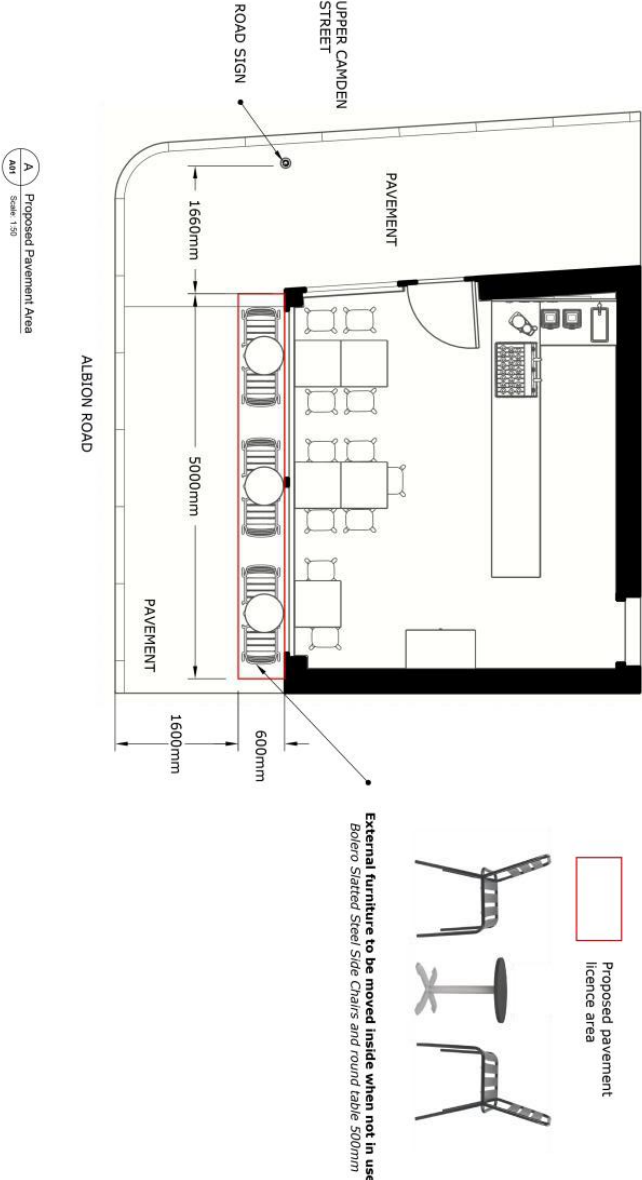 UPPER CAMDEN
STREET
ROAD SIGN
PAVEMENT
1660mm
5000mm
ALBION ROAD
PAVEMENT
1600mm
600mm
Proposed pavement
licence area
External furniture to be moved inside when not in use
Bolero Slatted Steel Side Chairs and round table 500mm
A
A01
Proposed Pavement Area
Scale: 1:50